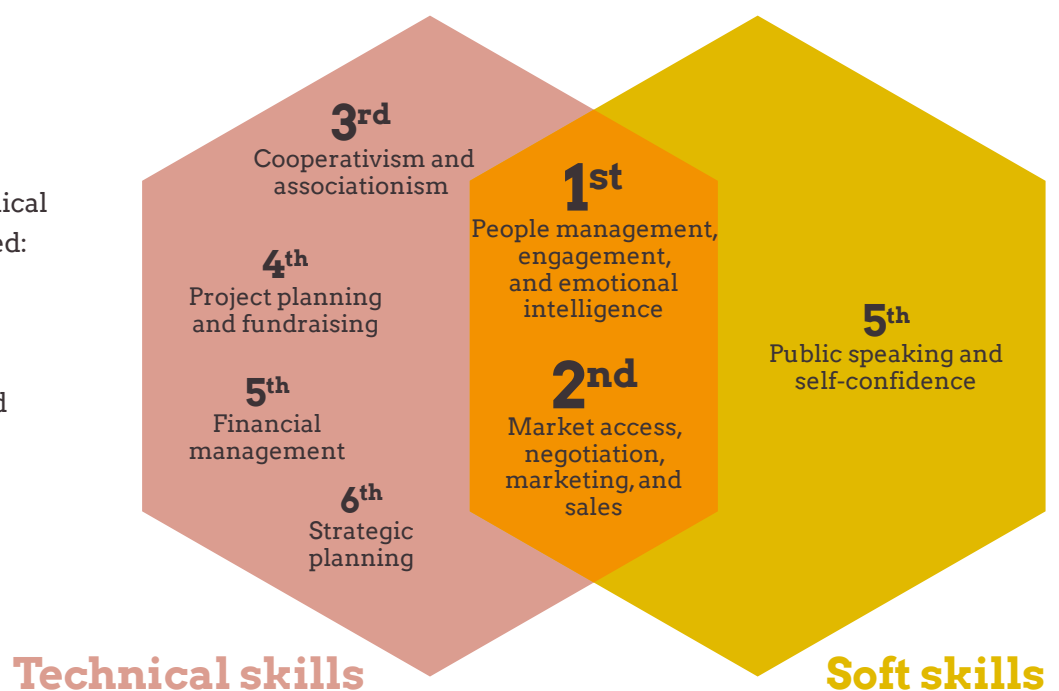 ical
ed:
d
3rd
Cooperativism and
associationism
4th
Project planning
and fundraising
5th
Financial
management
6th
Strategic
planning
1st
People management,
engagement,
and emotional
intelligence
2nd
Market access,
negotiation,
marketing, and
sales
5th
Public speaking and
self-confidence
Technical skills
Soft skills